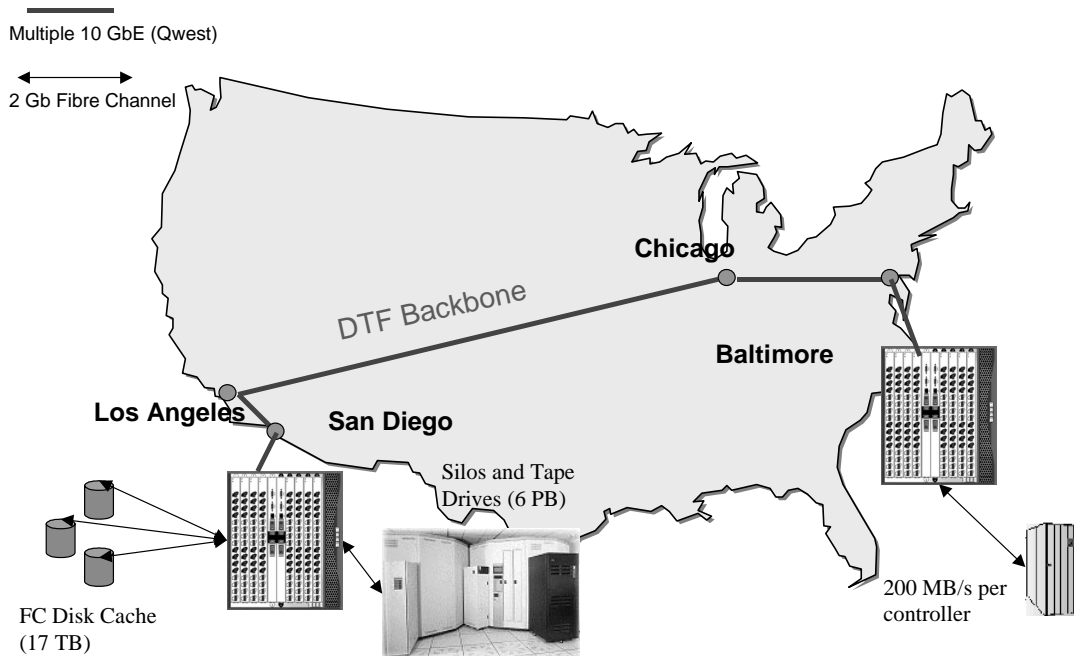 Multiple 10 GbE (Qwest)
2 Gb Fibre Channel
Chicago
DTF Backbone
Baltimore
Los Angeles
San Diego
Silos and Tape
Drives (6 PB)
200 MB/s per
controller
FC Disk Cache
(17 TB)